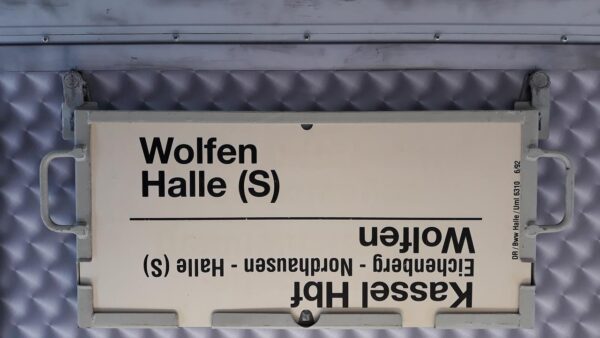 Wolfen
Halle (S)
DR / Bww Halle / Uml 6310 6/92
Kassel Hbf
Eichenberg - Nordhausen - Halle (S)
Wolfen